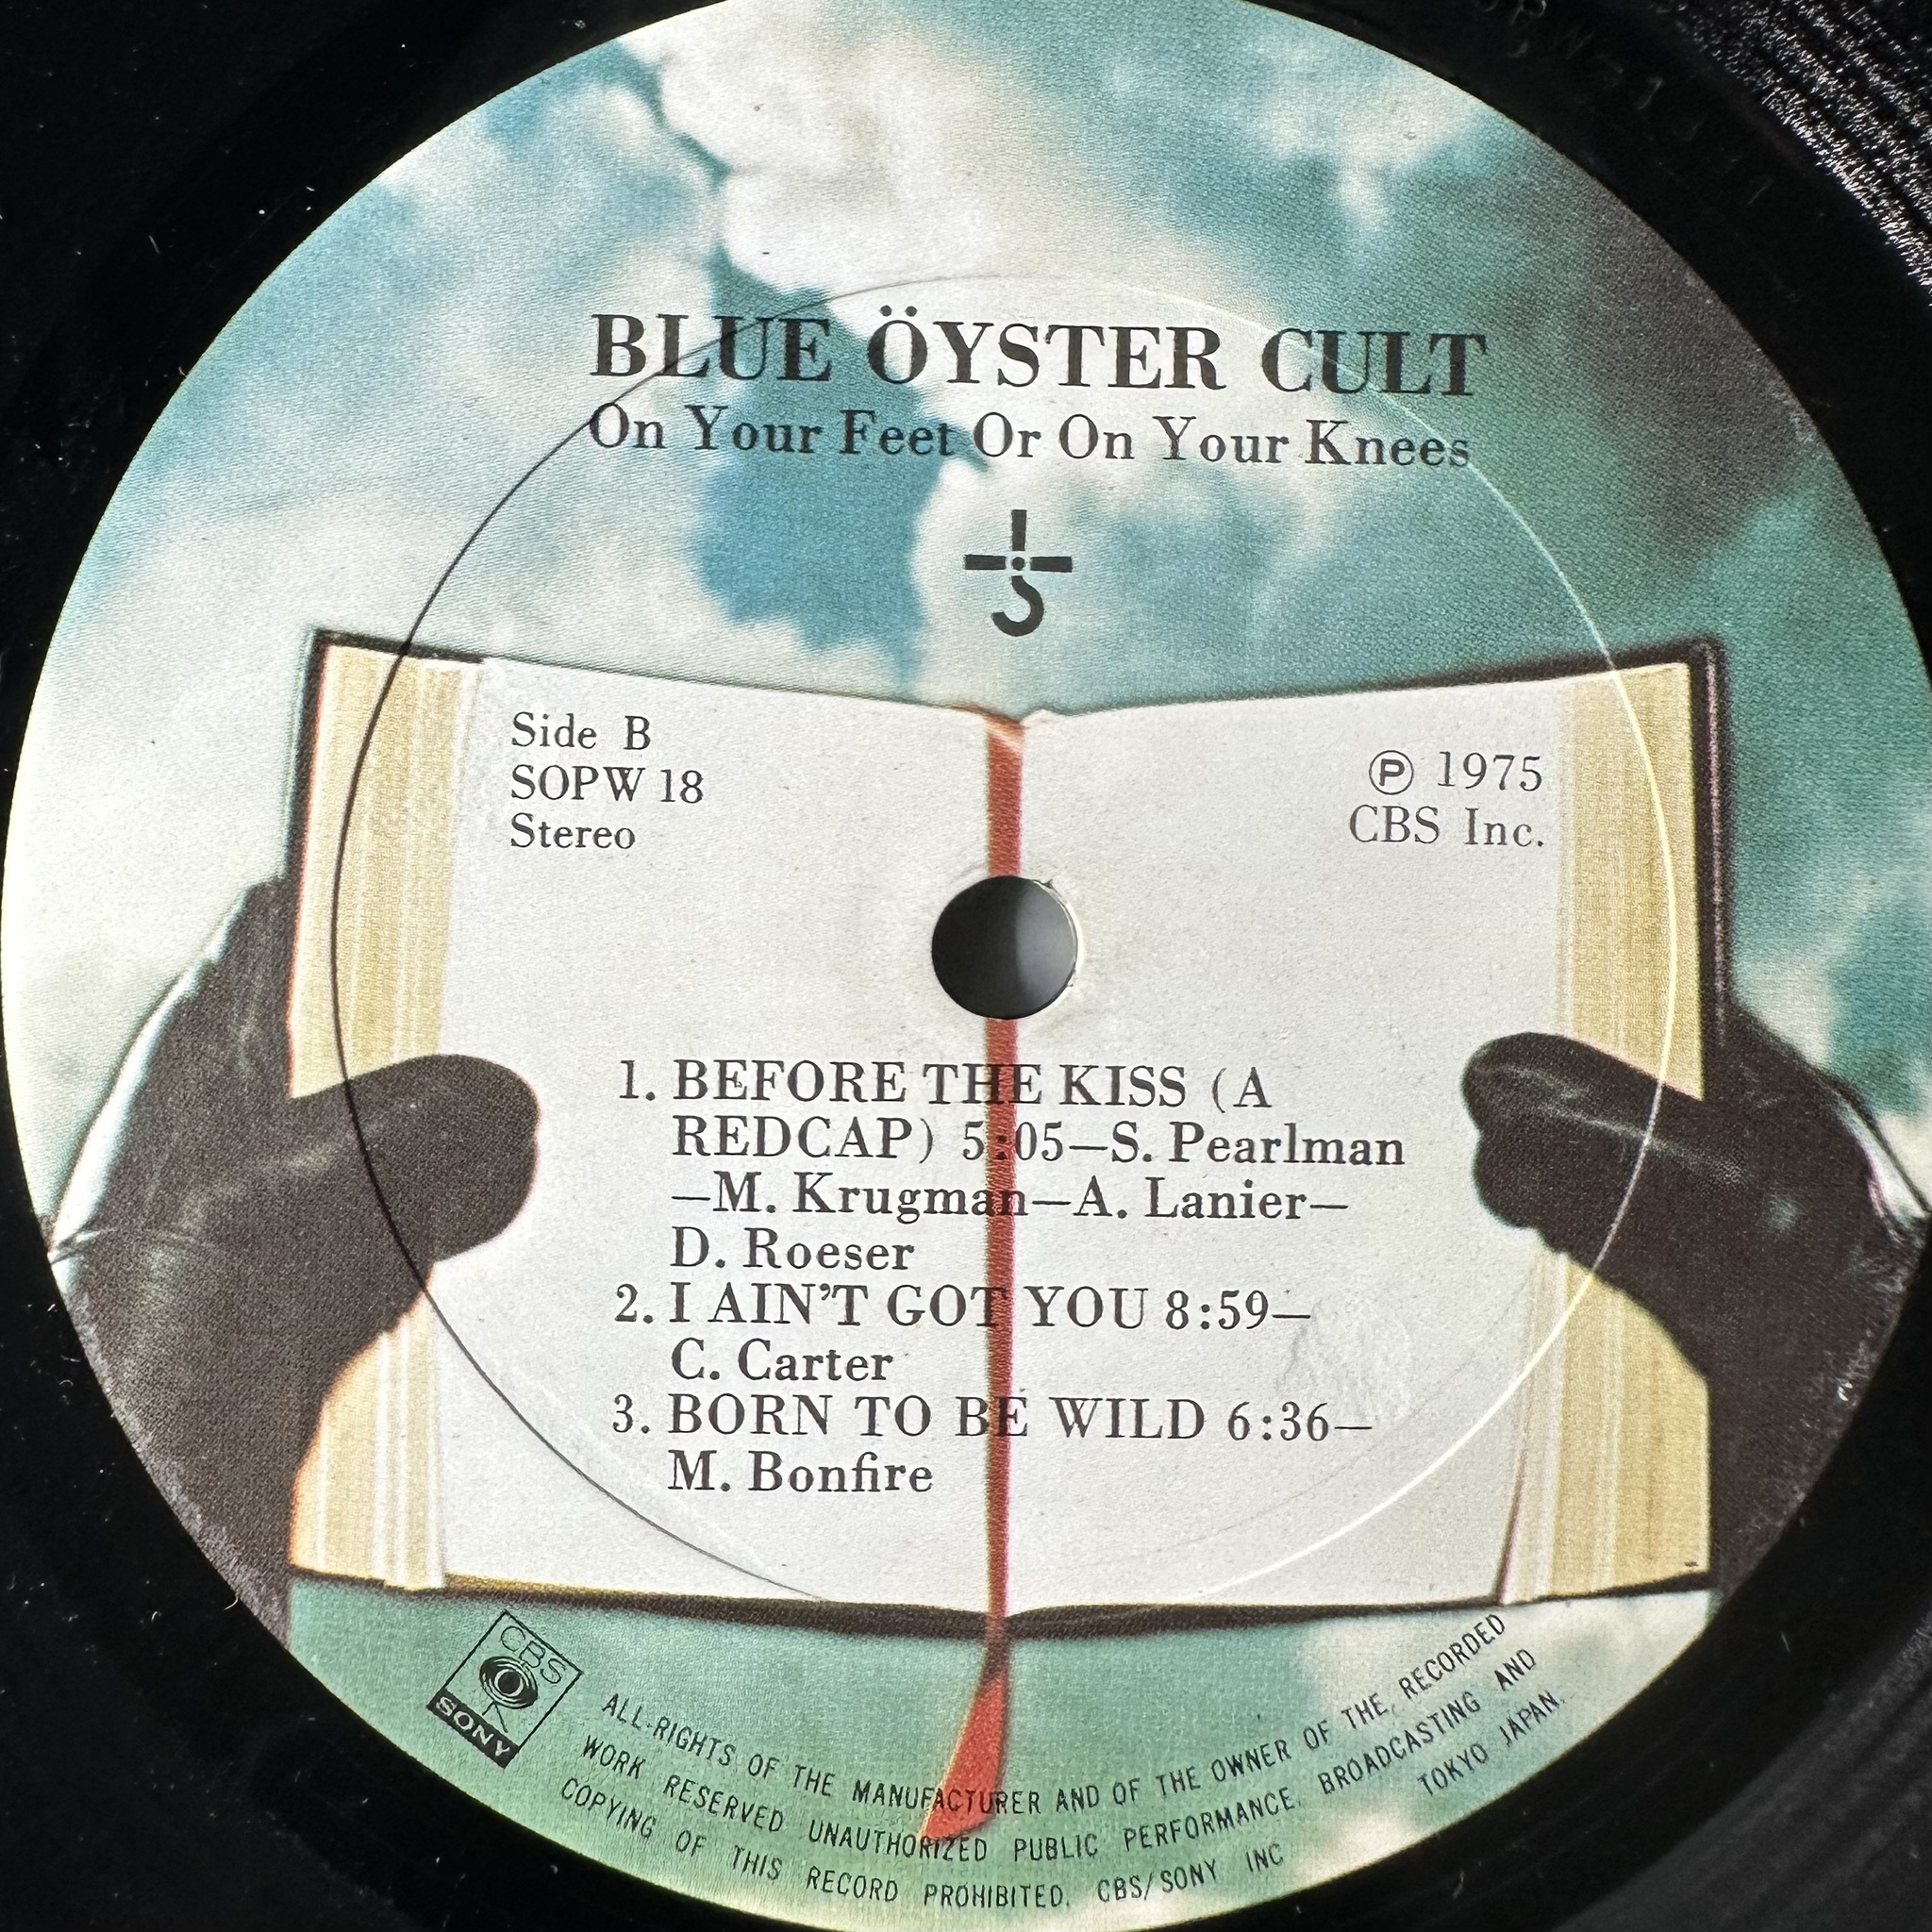 BLUE ÖYSTER CULT
On Your Feet Or On Your Knees
Side B
SOPW 18
Stereo
Ⓟ 1975
CBS Inc.
1. BEFORE THE KISS (A
REDCAP) 5:05—S. Pearlman
—M. Krugman—A. Lanier—
D. Roeser
2. I AIN'T GOT YOU 8:59—
C. Carter
3. BORN TO BE WILD 6:36—
M. Bonfire
CBS
SONY
ALL RIGHTS OF THE MANUFACTURER AND OF THE OWNER OF THE RECORDED
WORK RESERVED UNAUTHORIZED PUBLIC PERFORMANCE. BROADCASTING AND
COPYING OF THIS RECORD PROHIBITED. CBS/SONY INC TOKYO JAPAN.